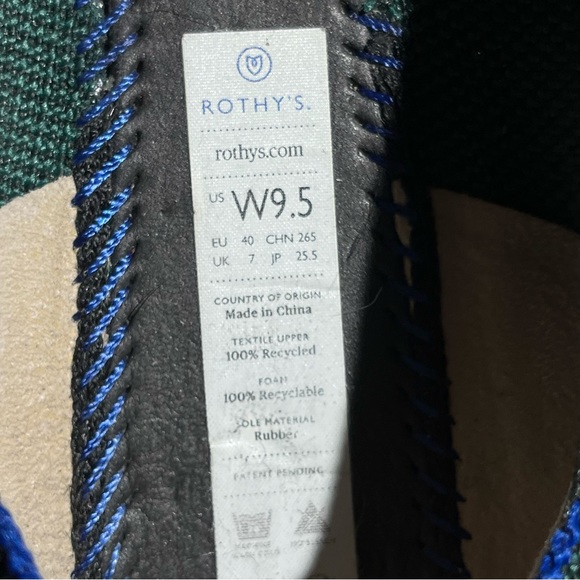 ROTHY'S.
rothys.com
US W9.5
EU 40 CHN 265
UK 7 JP 25.5
COUNTRY OF ORIGIN
Made in China
TEXTILE UPPER
100% Recycled
FOAM
100% Recyclable
SOLE MATERIAL
Rubber
PATENT PENDING